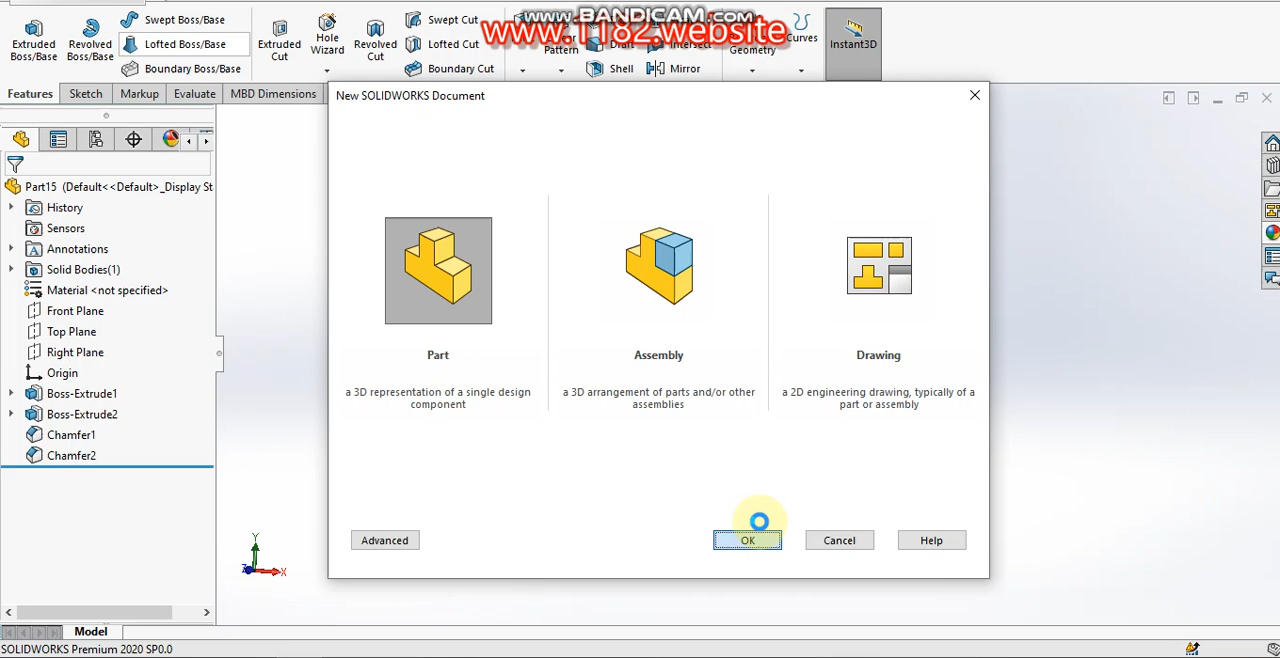 www.BANDICAM.com
www.1182.website
Extruded Boss/Base
Revolved Boss/Base
Swept Boss/Base
Lofted Boss/Base
Boundary Boss/Base
Extruded Cut
Hole Wizard
Revolved Cut
Swept Cut
Lofted Cut
Boundary Cut
Pattern
Draft
Shell
Intersect
Mirror
Geometry
Curves
Instant3D
Features
Sketch
Markup
Evaluate
MBD Dimensions
New SOLIDWORKS Document
Part15 (Default<<Default>_Display St
History
Sensors
Annotations
Solid Bodies(1)
Material <not specified>
Front Plane
Top Plane
Right Plane
Origin
Boss-Extrude1
Boss-Extrude2
Chamfer1
Chamfer2
Part
a 3D representation of a single design
component
Assembly
a 3D arrangement of parts and/or other
assemblies
Drawing
a 2D engineering drawing, typically of a
part or assembly
Advanced
OK
Cancel
Help
Y
Z
X
Model
SOLIDWORKS Premium 2020 SP0.0